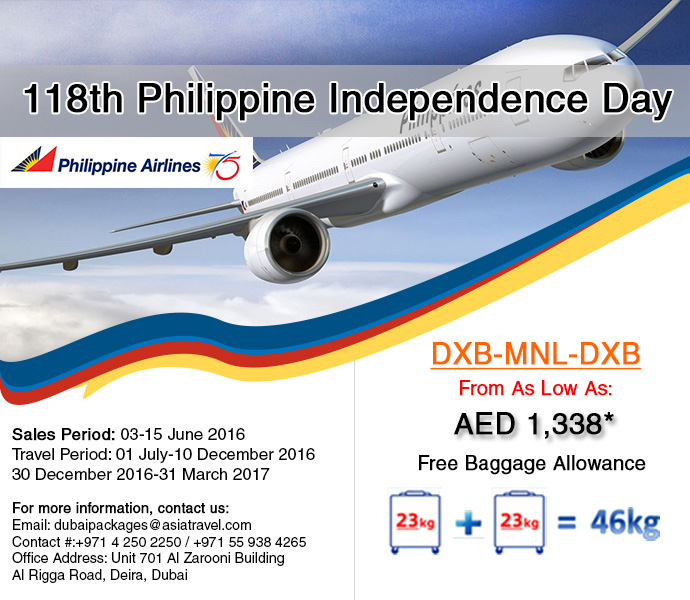 118th Philippine Independence Day
Philippines
Philippine Airlines 75
DXB-MNL-DXB
From As Low As:
AED 1,338*
Free Baggage Allowance
23kg + 23kg = 46kg
Sales Period: 03-15 June 2016
Travel Period: 01 July-10 December 2016
30 December 2016-31 March 2017
For more information, contact us:
Email: dubaipackages@asiatravel.com
Contact #:+971 4 250 2250 / +971 55 938 4265
Office Address: Unit 701 Al Zarooni Building
Al Rigga Road, Deira, Dubai